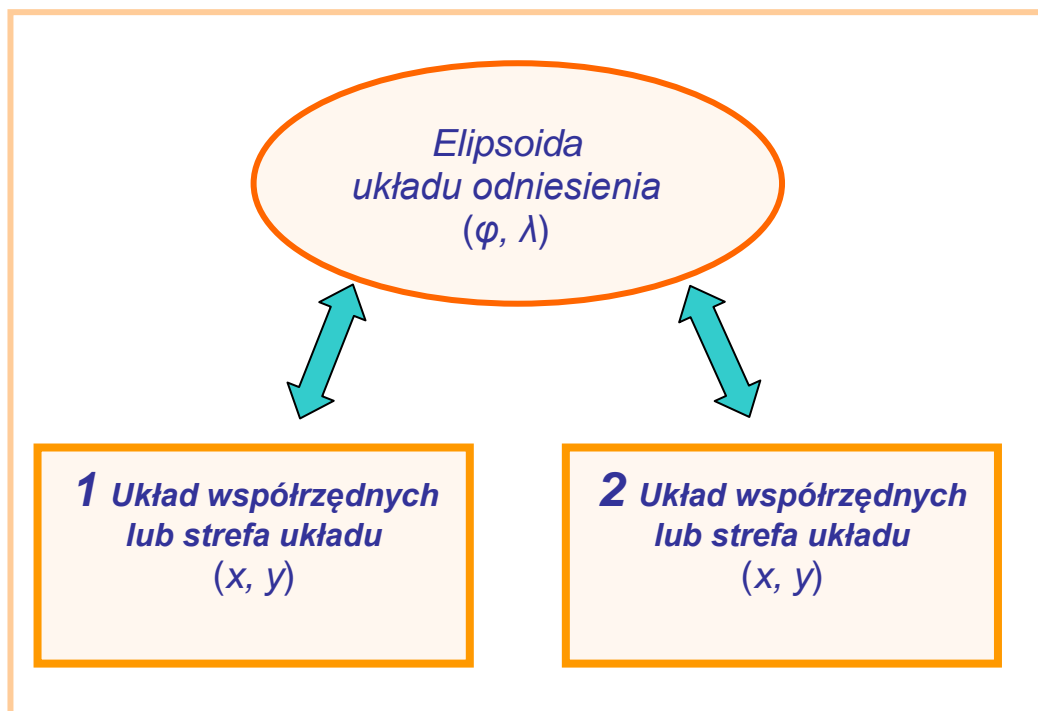 Elipsoida
układu odniesienia
(φ, λ)
1 Układ współrzędnych
lub strefa układu
(x, y)
2 Układ współrzędnych
lub strefa układu
(x, y)